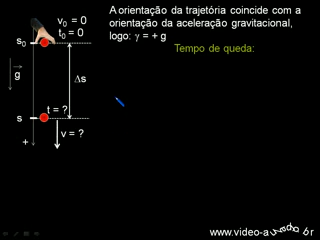 A orientação da trajetória coincide com a
orientação da aceleração gravitacional,
logo: γ = + g
Tempo de queda:
v₀ = 0
t₀ = 0
s₀
g
Δs
t = ?
s
v = ?
+